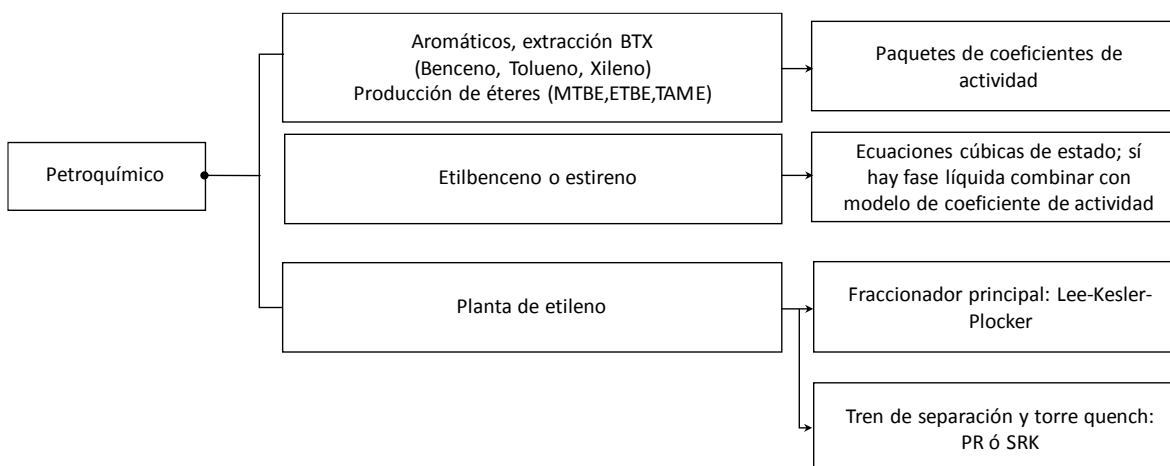 Petroquímico
Aromáticos, extracción BTX
(Benceno, Tolueno, Xileno)
Producción de éteres (MTBE,ETBE,TAME)
Paquetes de coeficientes de
actividad
Etilbenceno o estireno
Ecuaciones cúbicas de estado; sí
hay fase líquida combinar con
modelo de coeficiente de actividad
Planta de etileno
Fraccionador principal: Lee-Kesler-
Plocker
Tren de separación y torre quench:
PR ó SRK